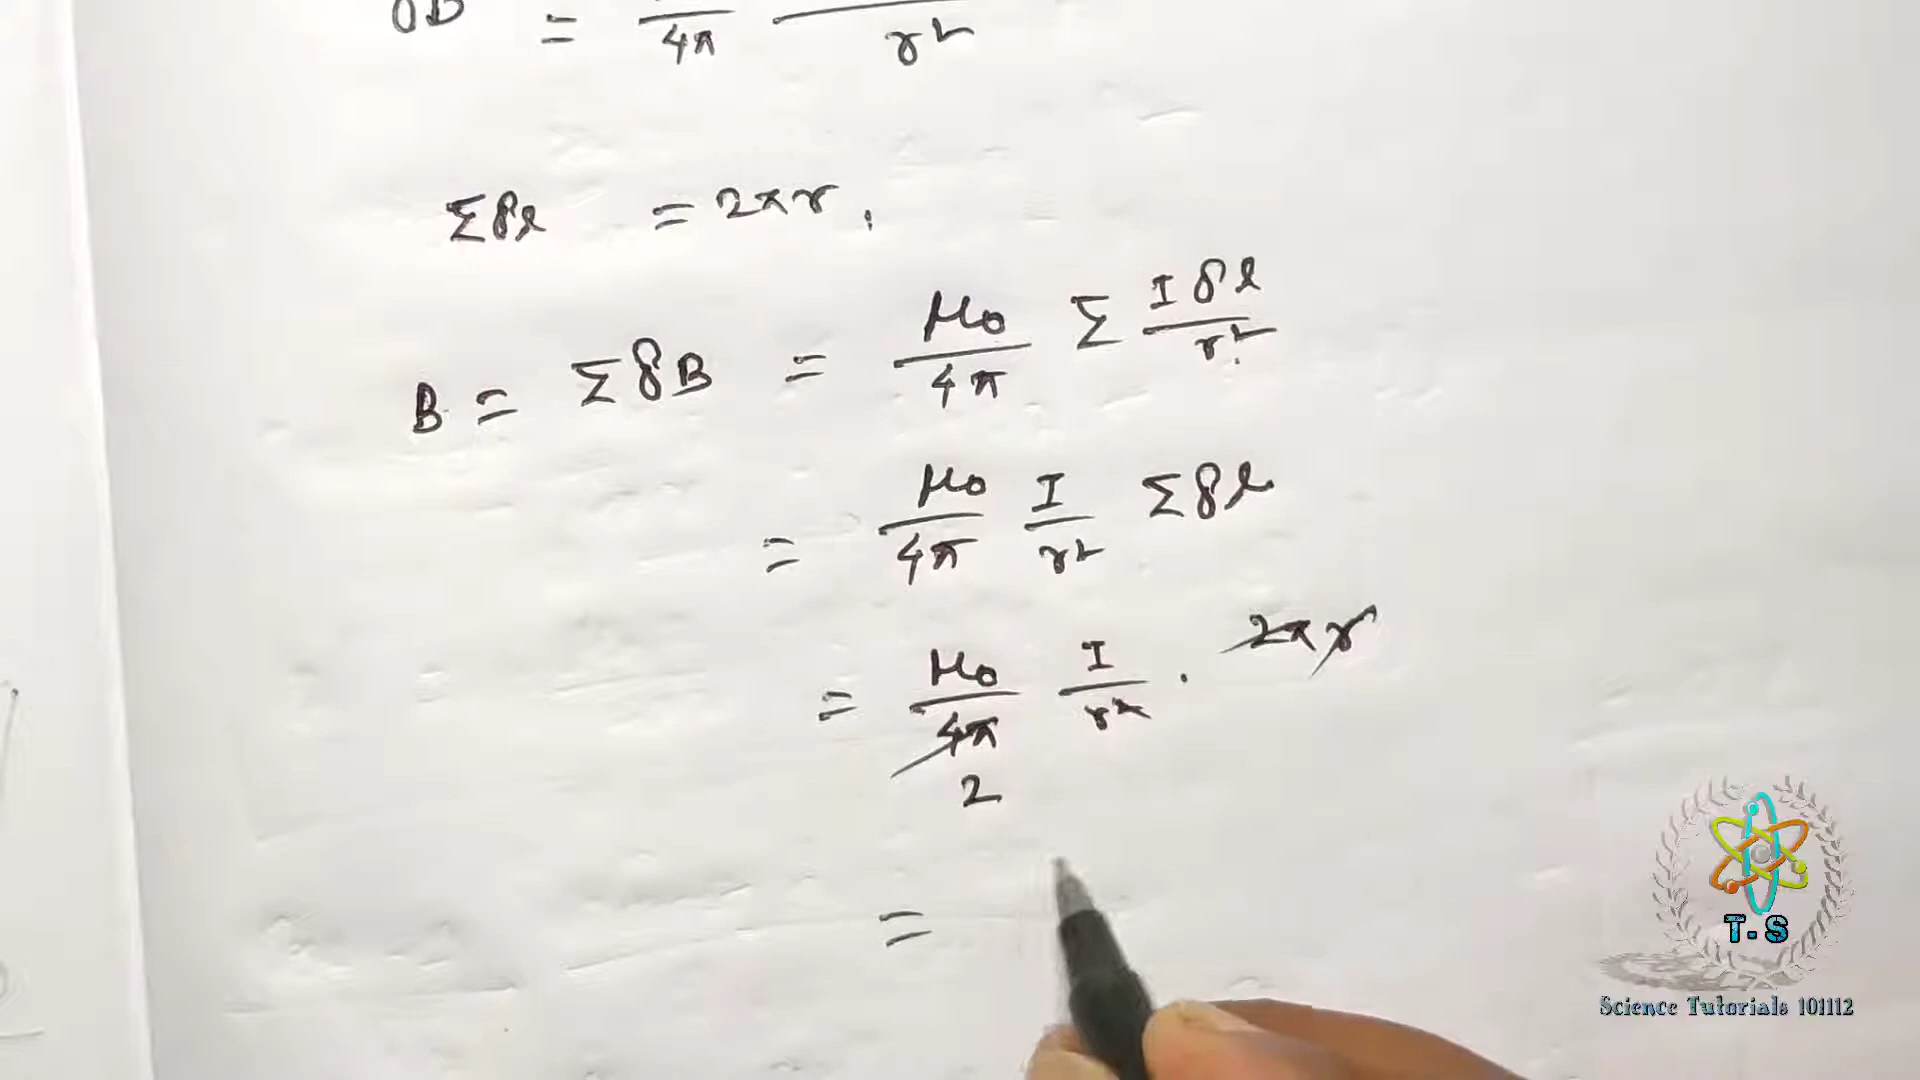 δB = 4π r²
Σδl = 2πr,
B = ΣδB = μ₀/4π Σ Iδl/r²
= μ₀/4π I/r² Σδl
= μ₀/4π I/r² . 2πr
2
=
T.S
Science Tutorials 101112